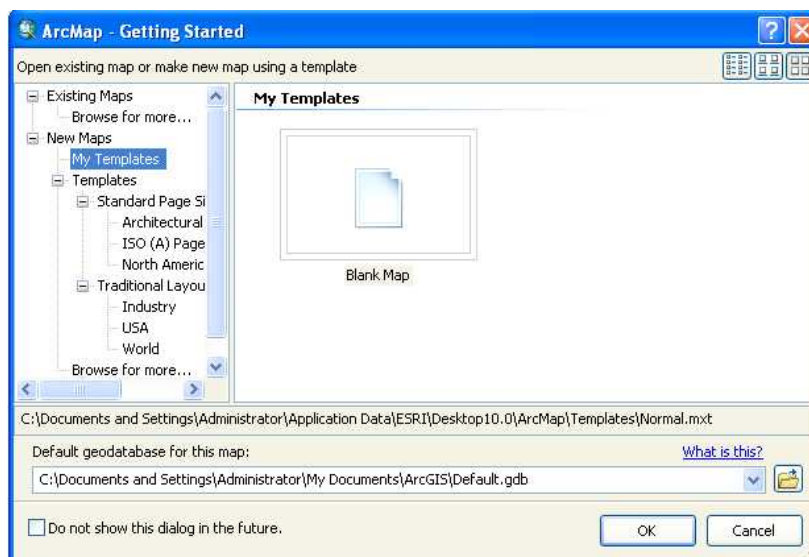 ArcMap - Getting Started
Open existing map or make new map using a template
Existing Maps
Browse for more...
New Maps
My Templates
Templates
Standard Page Si
Architectural
ISO (A) Page
North Americ
Traditional Layou
Industry
USA
World
Browse for more...
My Templates
Blank Map
C:\Documents and Settings\Administrator\Application Data\ESRI\Desktop10.0\ArcMap\Templates\Normal.mxt
Default geodatabase for this map:
What is this?
C:\Documents and Settings\Administrator\My Documents\ArcGIS\Default.gdb
Do not show this dialog in the future.
OK
Cancel